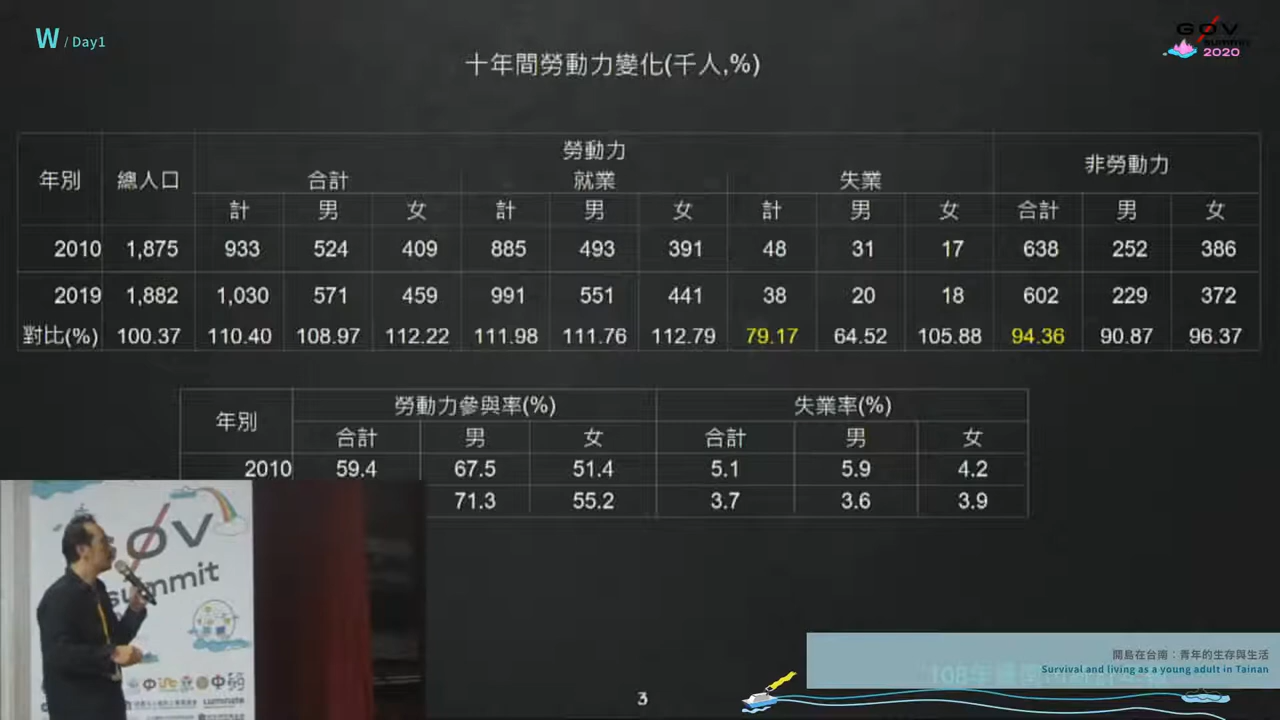 W / Day1
GØV
summit
2020
十年間勞動力變化(千人,%)
年別 總人口 勞動力 非勞動力
合計 就業 失業
計 男 女 計 男 女 計 男 女 合計 男 女
2010 1,875 933 524 409 885 493 391 48 31 17 638 252 386
2019 1,882 1,030 571 459 991 551 441 38 20 18 602 229 372
對比(%) 100.37 110.40 108.97 112.22 111.98 111.76 112.79 79.17 64.52 105.88 94.36 90.87 96.37
年別 勞動力參與率(%) 失業率(%)
合計 男 女 合計 男 女
2010 59.4 67.5 51.4 5.1 5.9 4.2
71.3 55.2 3.7 3.6 3.9
ØV
summit
開島在台南：青年的生存與生活
Survival and living as a young adult in Tainan
108年
3